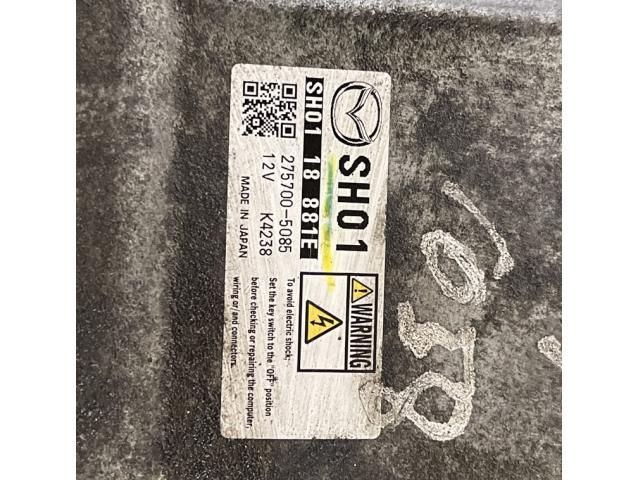 SH01
SH01 18 881E
275700-5085
12V K4238
MADE IN JAPAN
WARNING
To avoid electric shock;
Set the key switch to the "OFF" position
before checking or repairing the computer,
wiring or/and connectors.